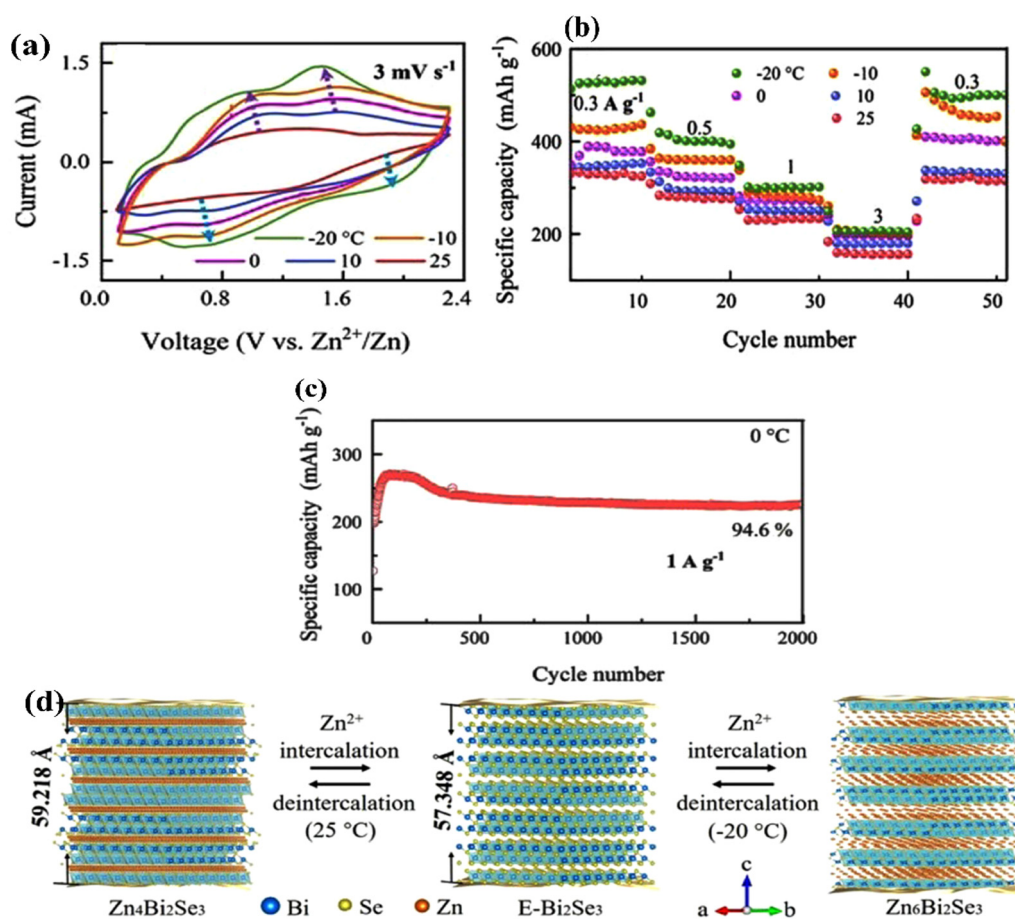 (a)
1.5
0.0
-1.5
Current (mA)
3 mV s⁻¹
-20 °C
-10
0
10
25
0.0
0.8
1.6
2.4
Voltage (V vs. Zn²⁺/Zn)
(b)
600
400
200
Specific capacity (mAh g⁻¹)
-20 °C
-10
0
10
25
0.3 A g⁻¹
0.5
1
3
0.3
10
20
30
40
50
Cycle number
(c)
300
200
100
Specific capacity (mAh g⁻¹)
0 °C
94.6 %
1 A g⁻¹
0
500
1000
1500
2000
Cycle number
(d)
59.218 Å
Zn²⁺
intercalation
deintercalation
(25 °C)
57.348 Å
Zn²⁺
intercalation
deintercalation
(-20 °C)
c
a
b
Zn₄Bi₂Se₃
Bi
Se
Zn
E-Bi₂Se₃
Zn₆Bi₂Se₃